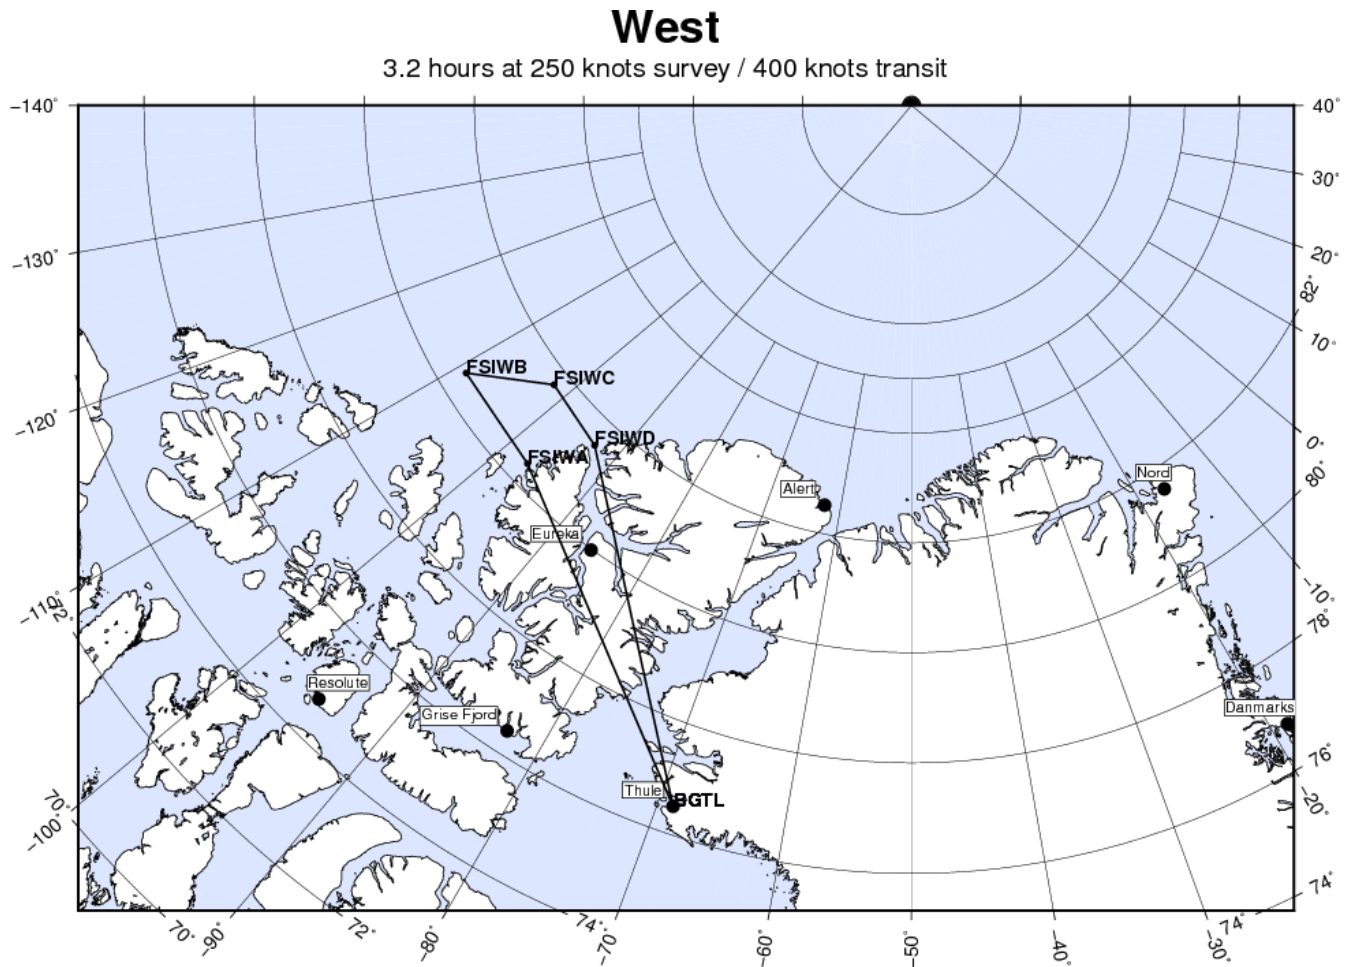 West
3.2 hours at 250 knots survey / 400 knots transit
−140°
40°
30°
−130°
20°
82°
10°
FSIWB
FSIWC
−120°
FSIWD
0°
FSIWA
80°
Nord
Alert
Eureka
−110°
72°
−10°
78°
Resolute
Grise Fjord
Danmarks
76°
Thule
BGTL
70°
−20°
−100°
74°
70°
−90°
72°
−80°
74°
−70°
−60°
−50°
−40°
−30°
74°